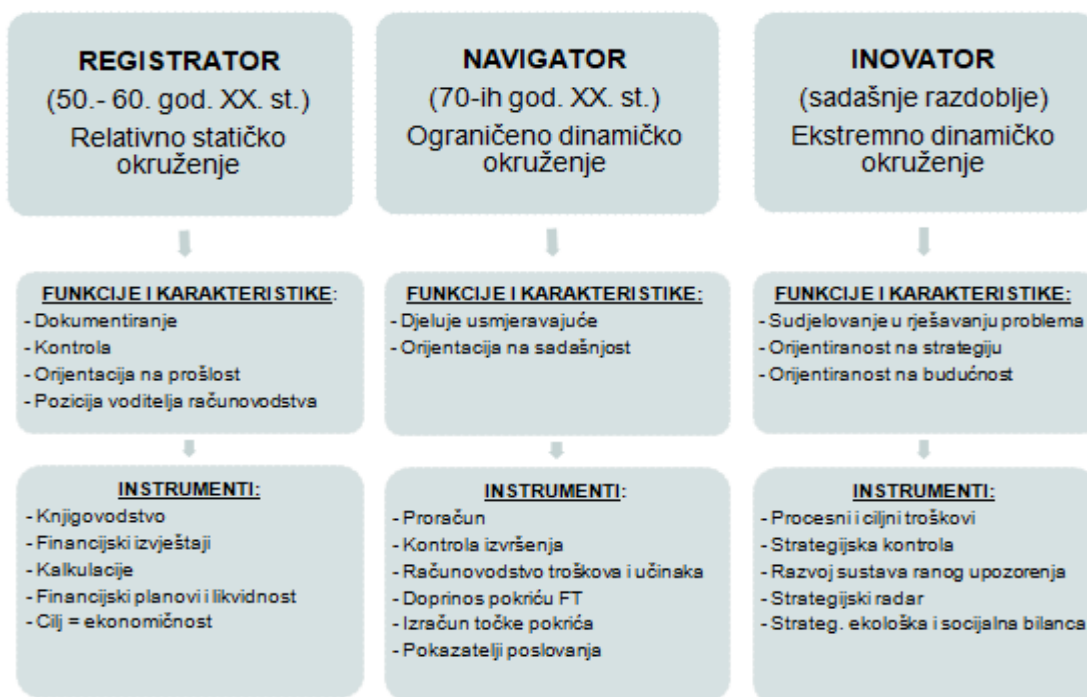 REGISTRATOR
(50.- 60. god. XX. st.)
Relativno statičko
okruženje
FUNKCIJE I KARAKTERISTIKE:
- Dokumentiranje
- Kontrola
- Orijentacija na prošlost
- Pozicija voditelja računovodstva
INSTRUMENTI:
- Knjigovodstvo
- Financijski izvještaji
- Kalkulacije
- Financijski planovi i likvidnost
- Cilj = ekonomičnost
NAVIGATOR
(70-ih god. XX. st.)
Ograničeno dinamičko
okruženje
FUNKCIJE I KARAKTERISTIKE:
- Djeluje usmjeravajuće
- Orijentacija na sadašnjost
INSTRUMENTI:
- Proračun
- Kontrola izvršenja
- Računovodstvo troškova i učinaka
- Doprinos pokriću FT
- Izračun točke pokrića
- Pokazatelji poslovanja
INOVATOR
(sadašnje razdoblje)
Ekstremno dinamičko
okruženje
FUNKCIJE I KARAKTERISTIKE:
- Sudjelovanje u rješavanju problema
- Orijentiranost na strategiju
- Orijentiranost na budućnost
INSTRUMENTI:
- Procesni i ciljni troškovi
- Strategijska kontrola
- Razvoj sustava ranog upozorenja
- Strategijski radar
- Strateg. ekološka i socijalna bilanca